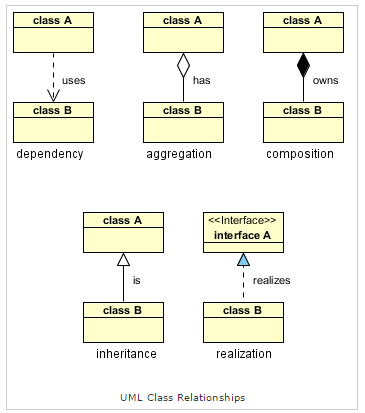 class A
class A
class A
uses
has
owns
class B
class B
class B
dependency
aggregation
composition
class A
<<Interface>>
interface A
is
realizes
class B
class B
inheritance
realization
UML Class Relationships